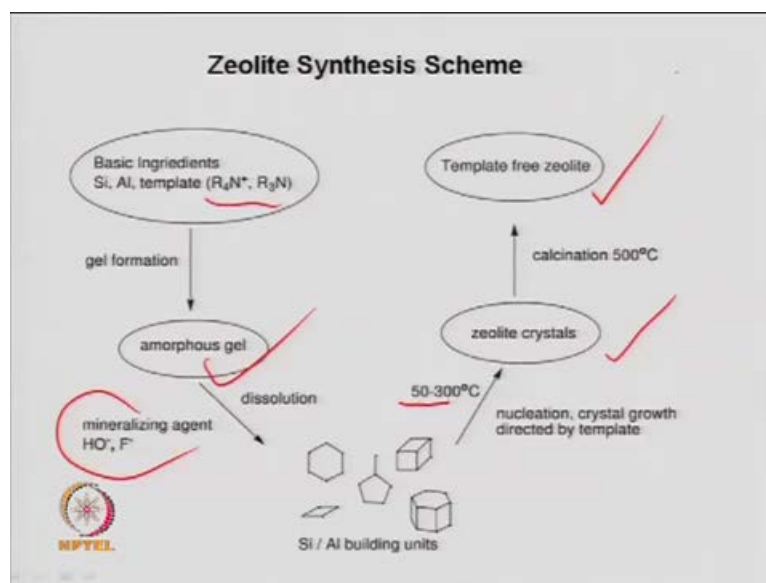 Zeolite Synthesis Scheme
Basic Ingriedients
Si, Al, template (R₄N⁺, R₃N)
gel formation
amorphous gel
mineralizing agent
HO⁻, F⁻
dissolution
Si / Al building units
50-300°C
nucleation, crystal growth
directed by template
zeolite crystals
calcination 500°C
Template free zeolite
NPTEL